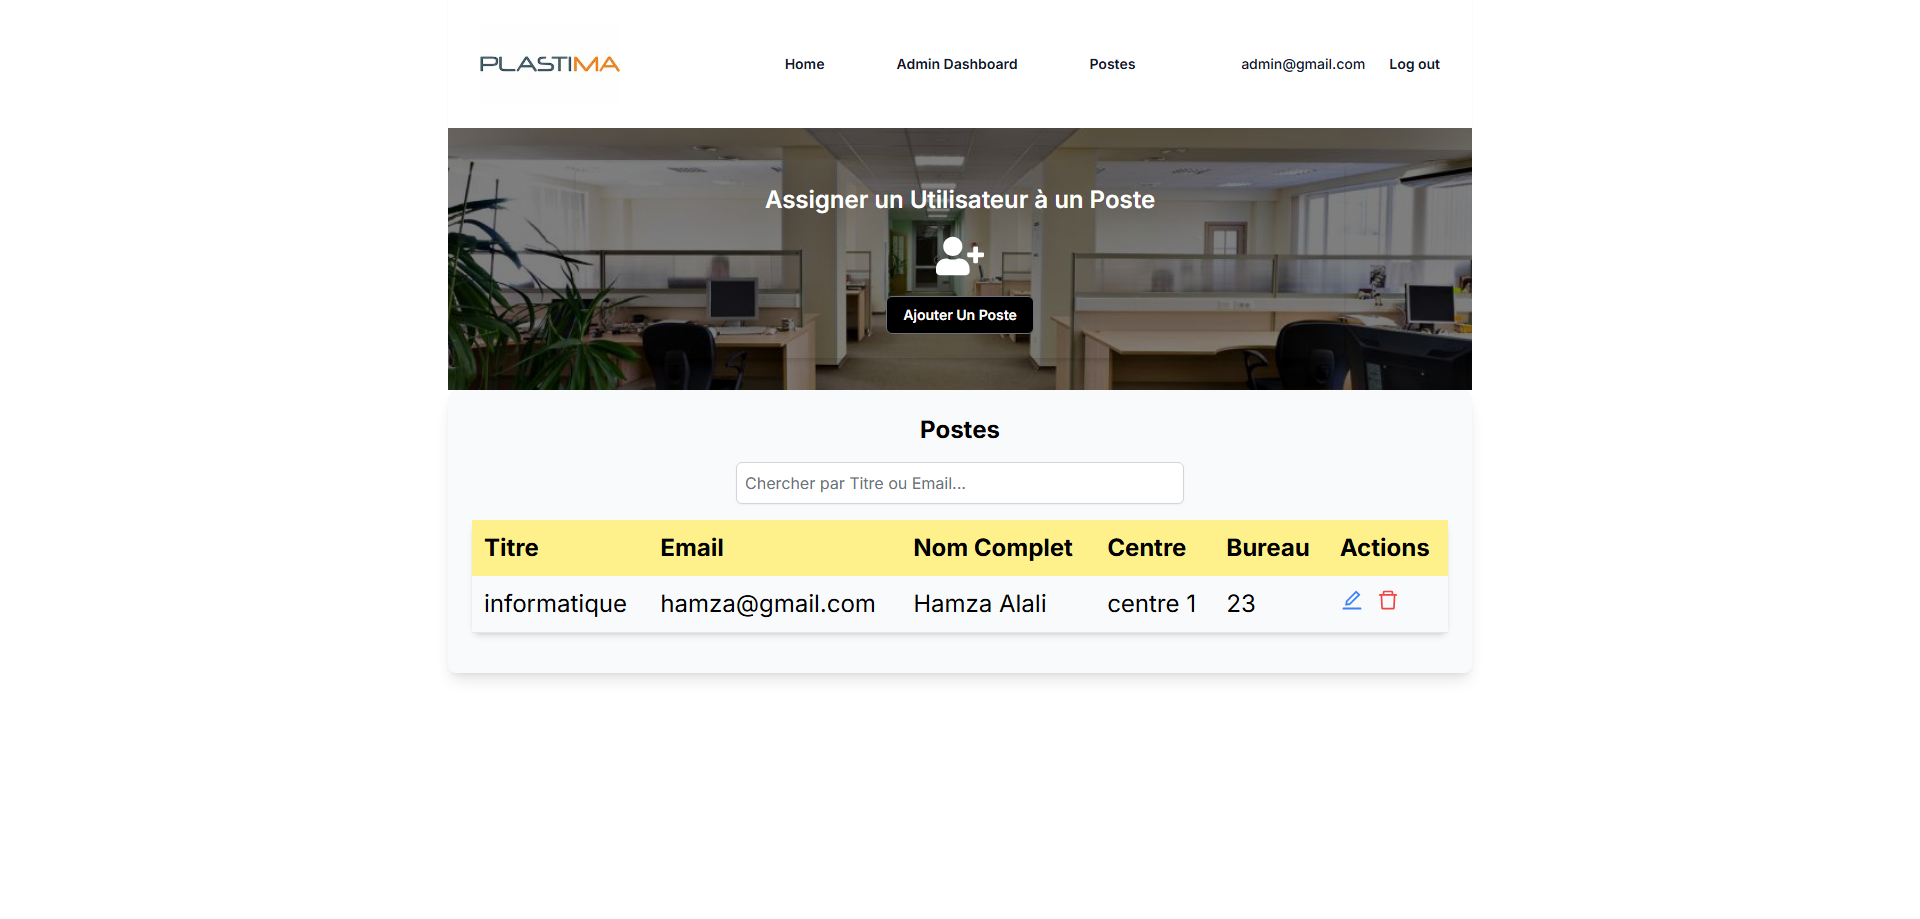 PLASTIMA
Home Admin Dashboard Postes admin@gmail.com Log out
Assigner un Utilisateur à un Poste
Ajouter Un Poste
Postes
Chercher par Titre ou Email...
Titre Email Nom Complet Centre Bureau Actions
informatique hamza@gmail.com Hamza Alali centre 1 23